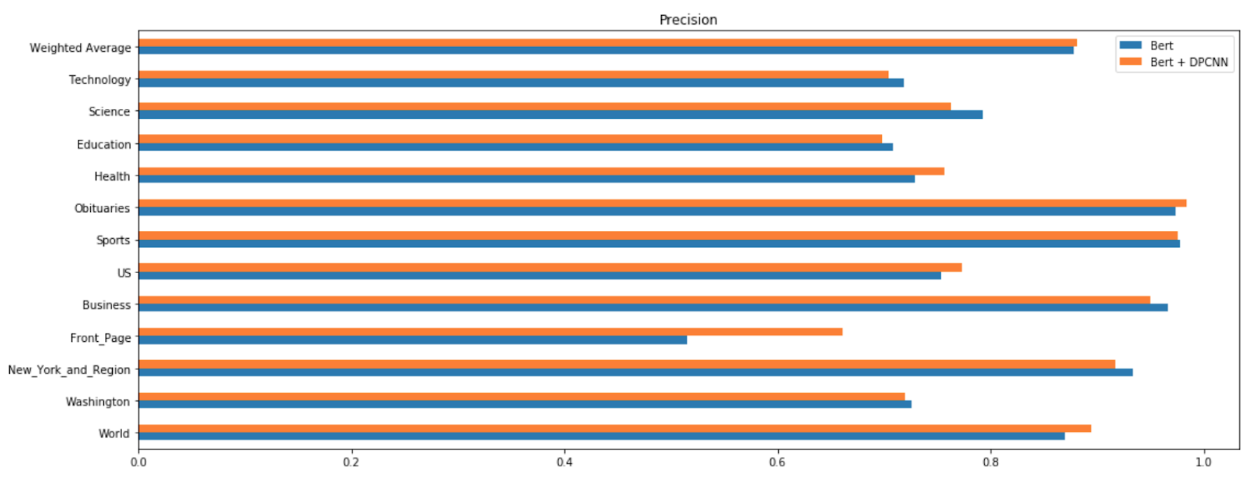 Precision
Bert
Bert + DPCNN
Weighted Average
Technology
Science
Education
Health
Obituaries
Sports
US
Business
Front_Page
New_York_and_Region
Washington
World
0.0 0.2 0.4 0.6 0.8 1.0